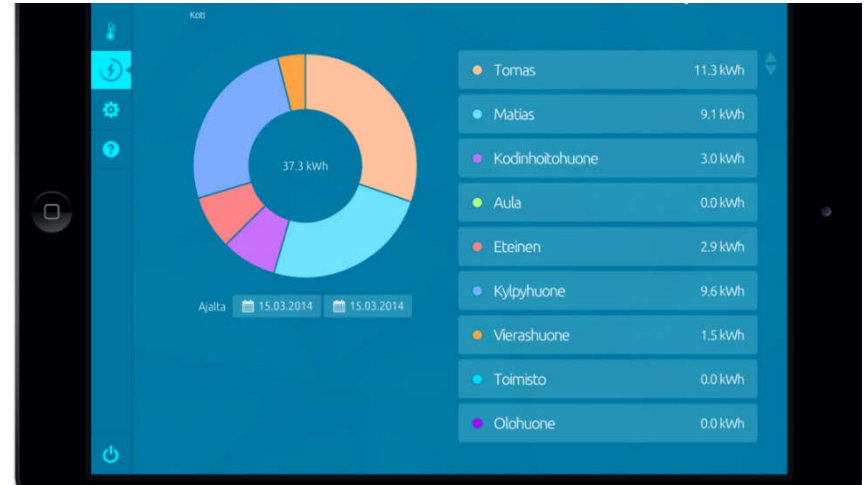 Koti
37.3 kWh
Ajalta 15.03.2014 15.03.2014
Tomas 11.3 kWh
Matias 9.1 kWh
Kodinhoitohuone 3.0 kWh
Aula 0.0 kWh
Eteinen 2.9 kWh
Kylpyhuone 9.6 kWh
Vierashuone 1.5 kWh
Toimisto 0.0 kWh
Olohuone 0.0 kWh